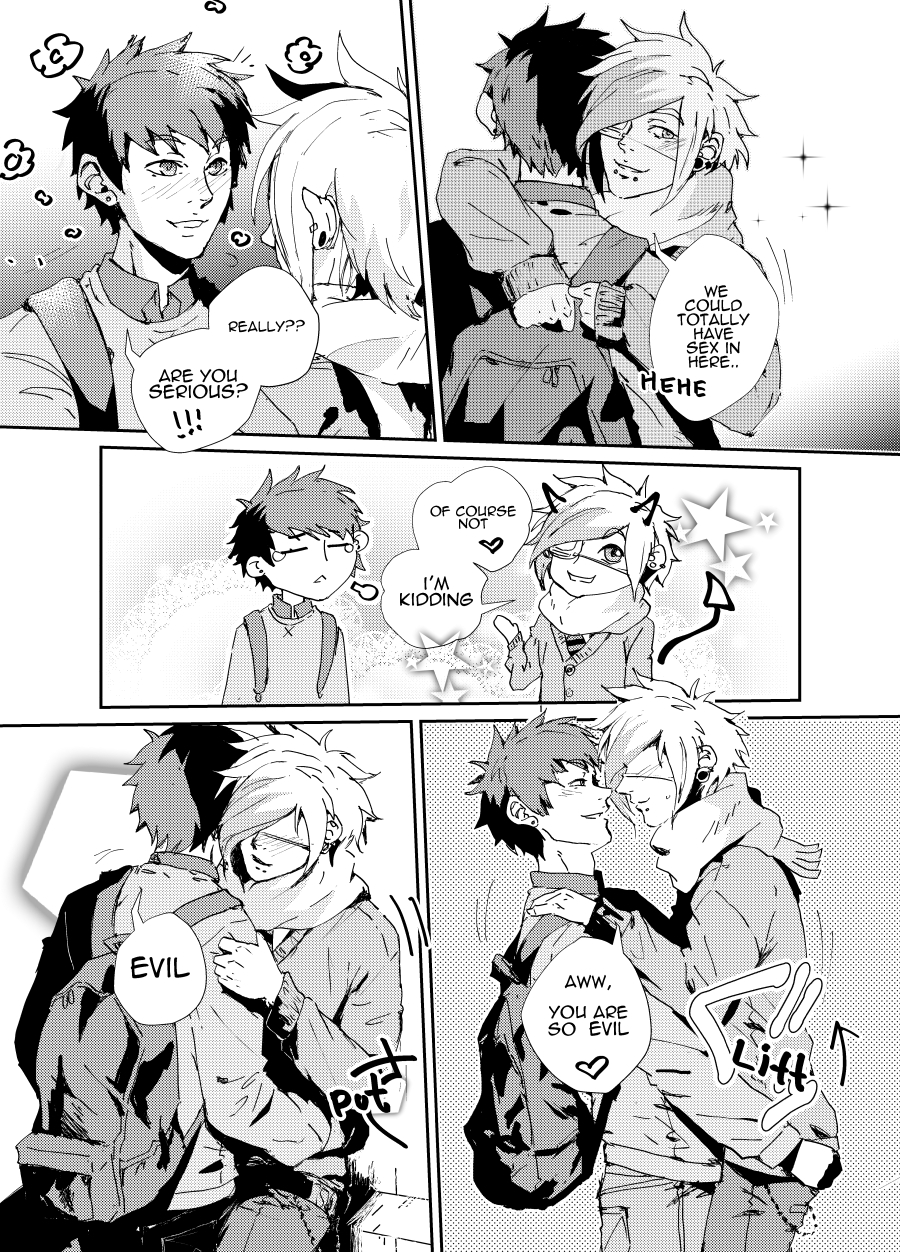 WE
COULD
TOTALLY
HAVE
SEX IN
HERE..
HEHE
REALLY??
ARE YOU
SERIOUS?
!!!
OF COURSE
NOT
I'M
KIDDING
AWW,
YOU ARE
SO EVIL
Lift
EVIL
Put